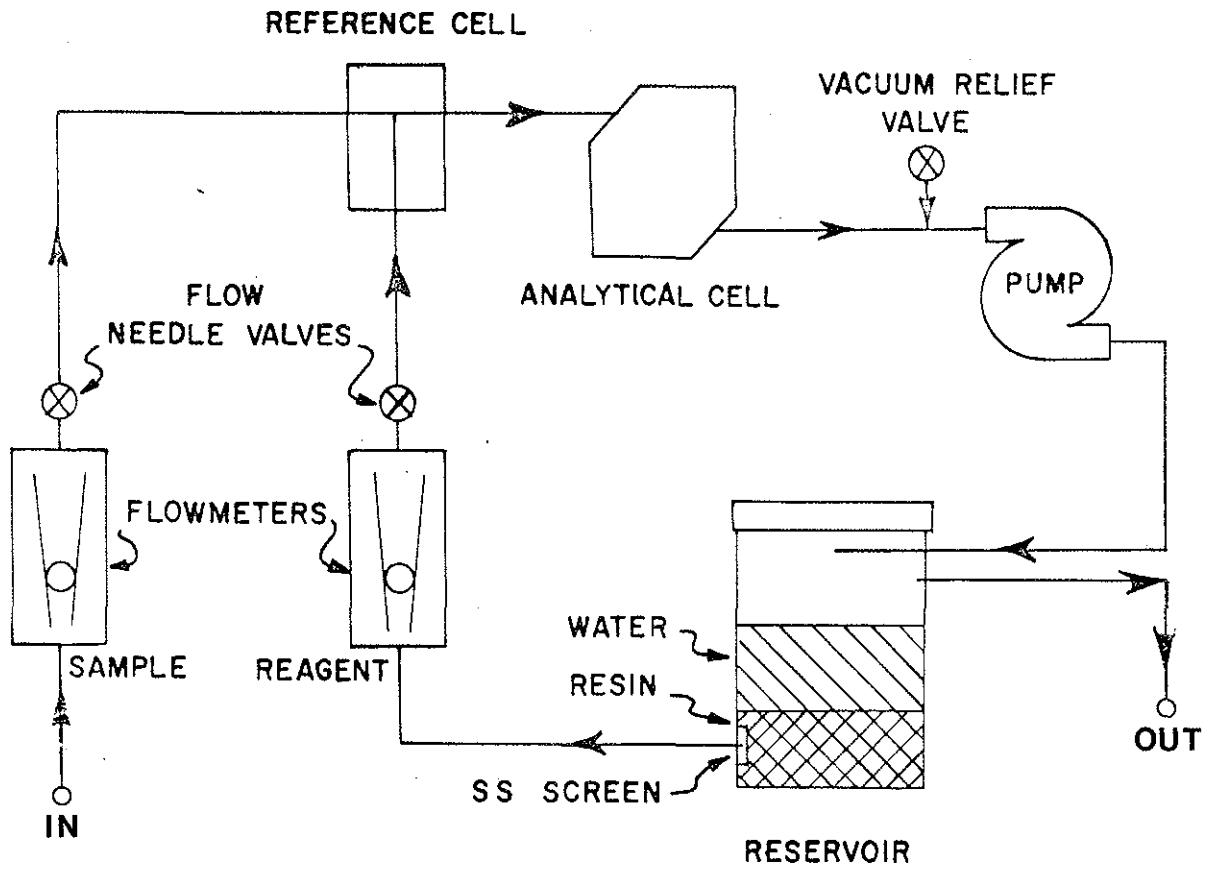 REFERENCE CELL
VACUUM RELIEF
VALVE
FLOW
NEEDLE VALVES
ANALYTICAL CELL
PUMP
FLOWMETERS
SAMPLE
REAGENT
WATER
RESIN
SS SCREEN
IN
OUT
RESERVOIR